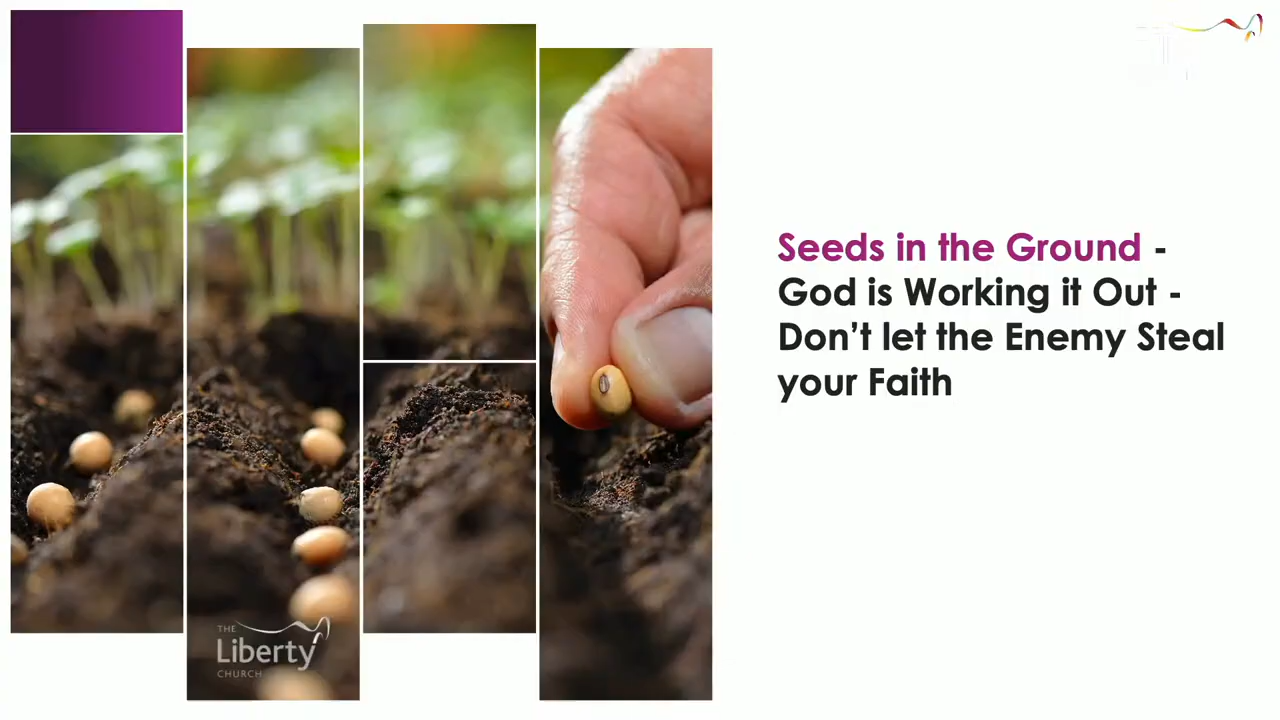 Seeds in the Ground -
God is Working it Out -
Don't let the Enemy Steal
your Faith
THE
Liberty
CHURCH